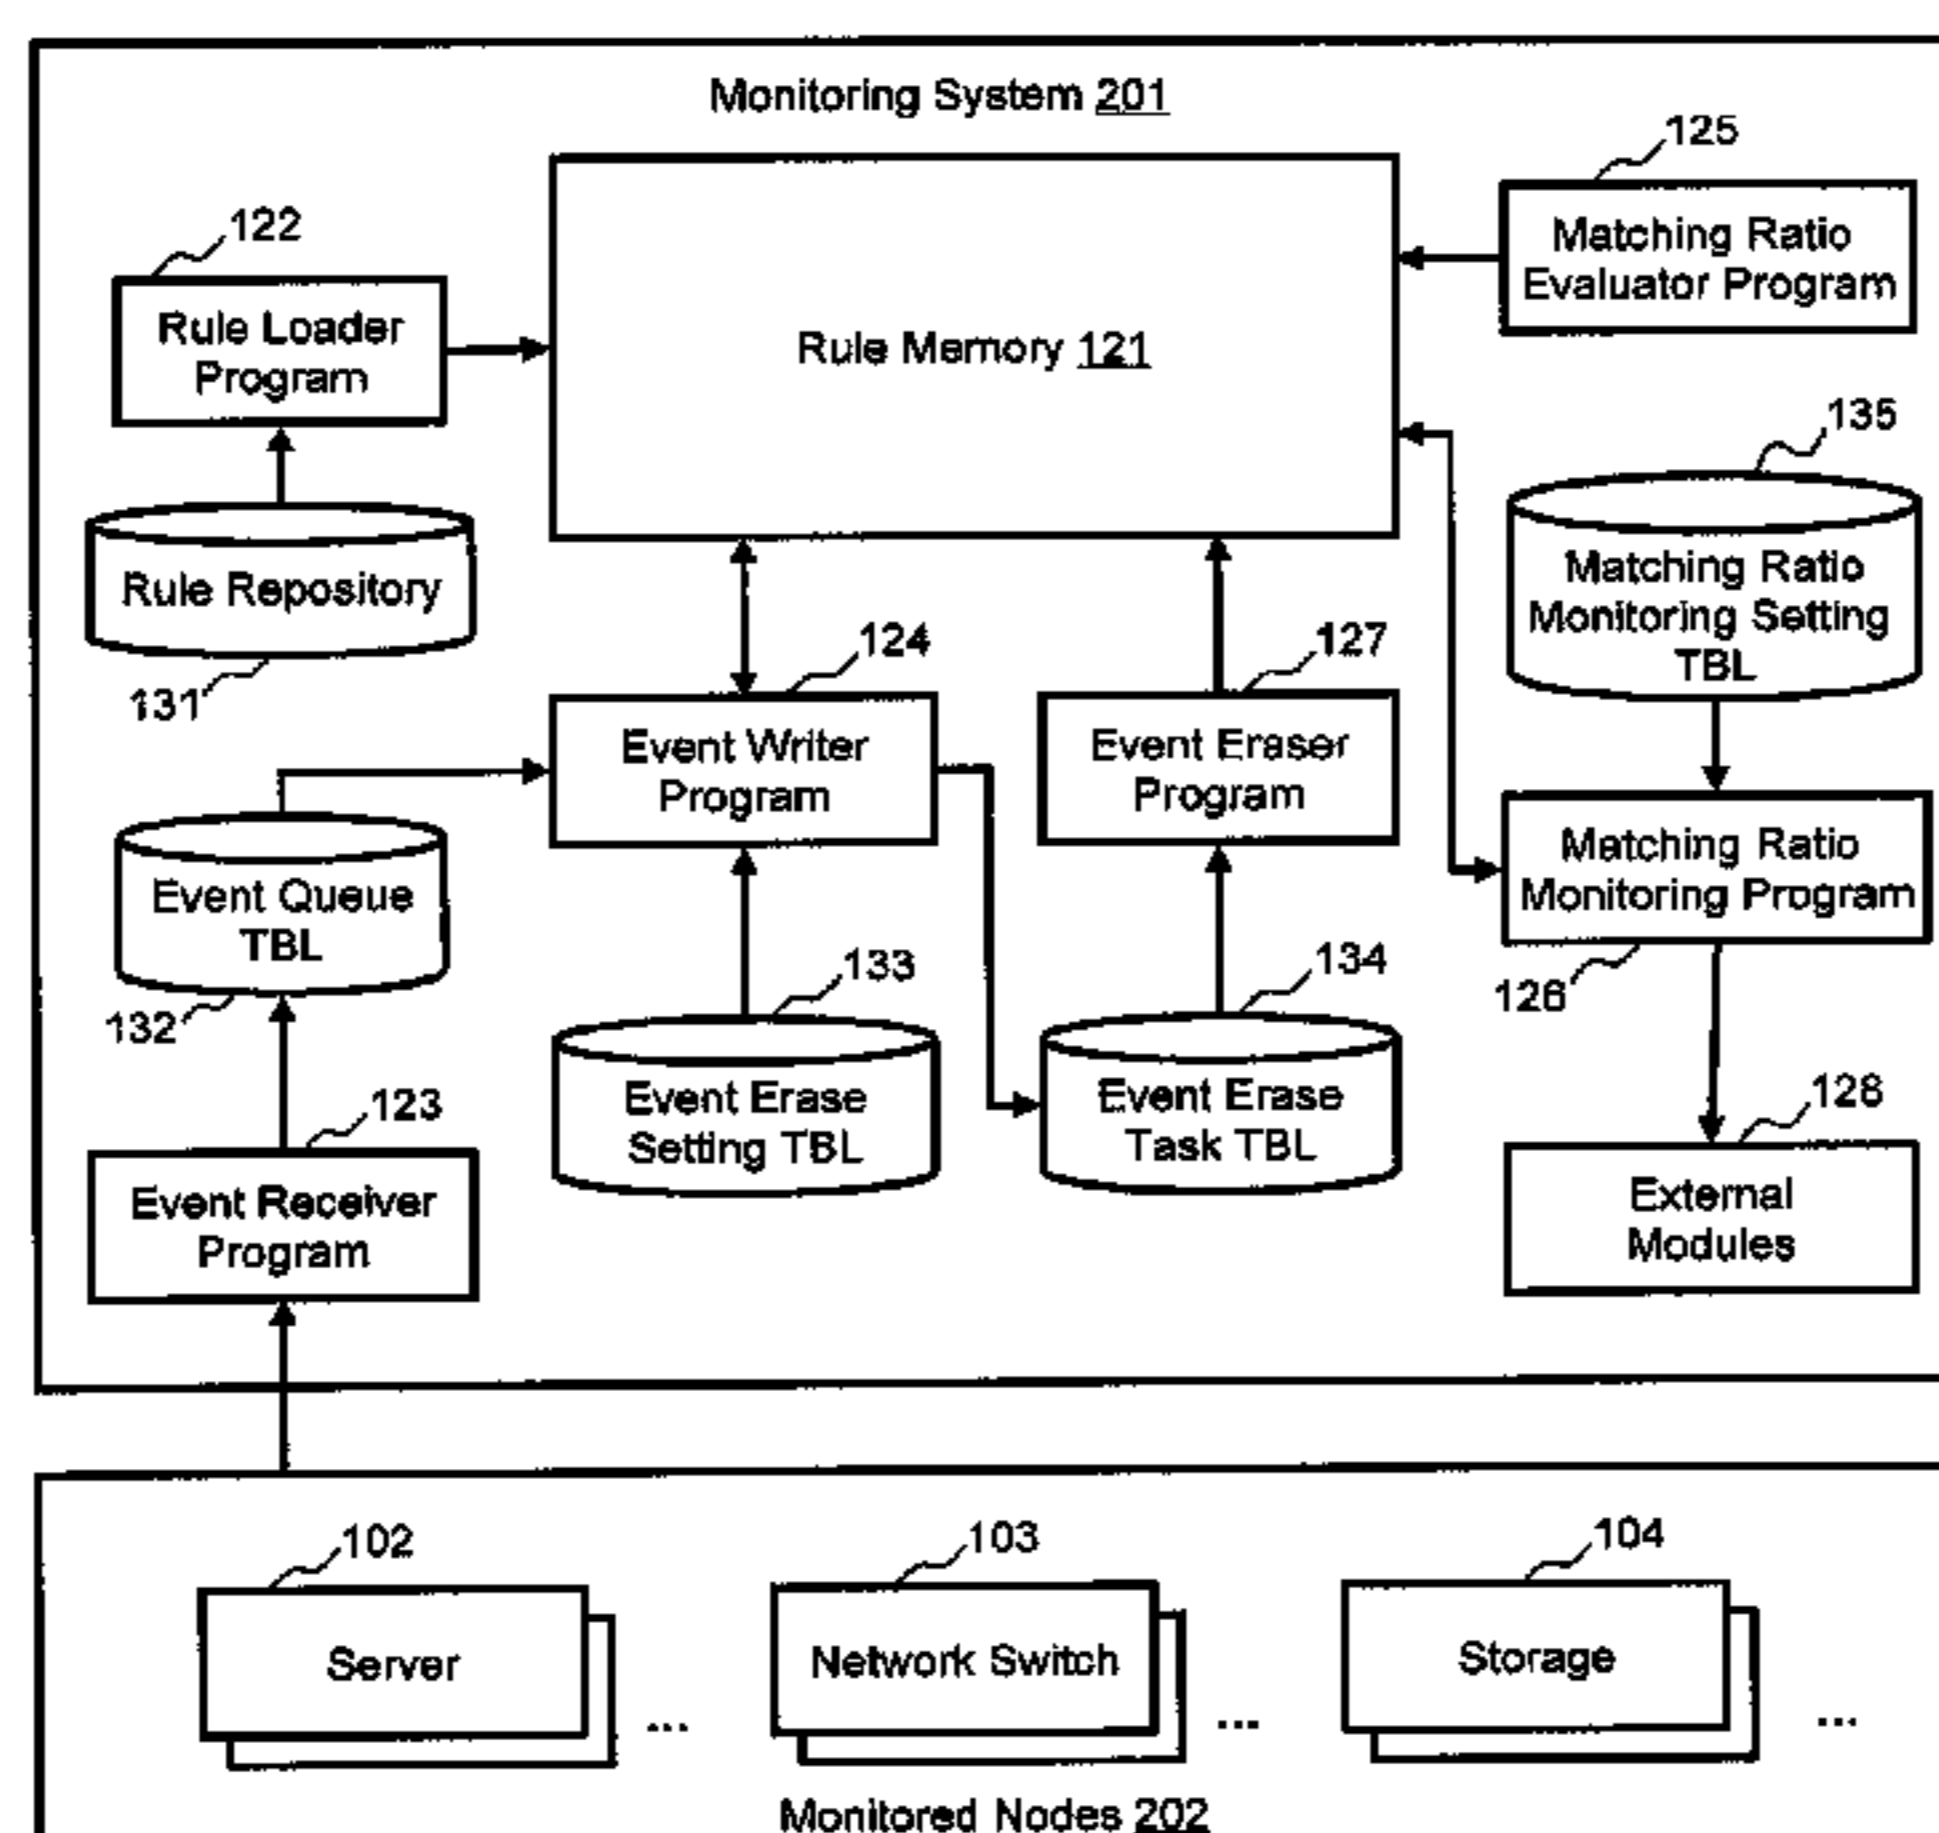 Monitoring System 201
125
Matching Ratio
Evaluator Program
122
Rule Loader
Program
Rule Memory 121
135
Matching Ratio
Monitoring Setting
TBL
Rule Repository
131
124
127
Event Writer
Program
Event Eraser
Program
Matching Ratio
Monitoring Program
126
Event Queue
TBL
132
133
134
Event Erase
Setting TBL
Event Erase
Task TBL
123
Event Receiver
Program
128
External
Modules
102
103
104
Server
...
Network Switch
...
Storage
...
Monitored Nodes 202